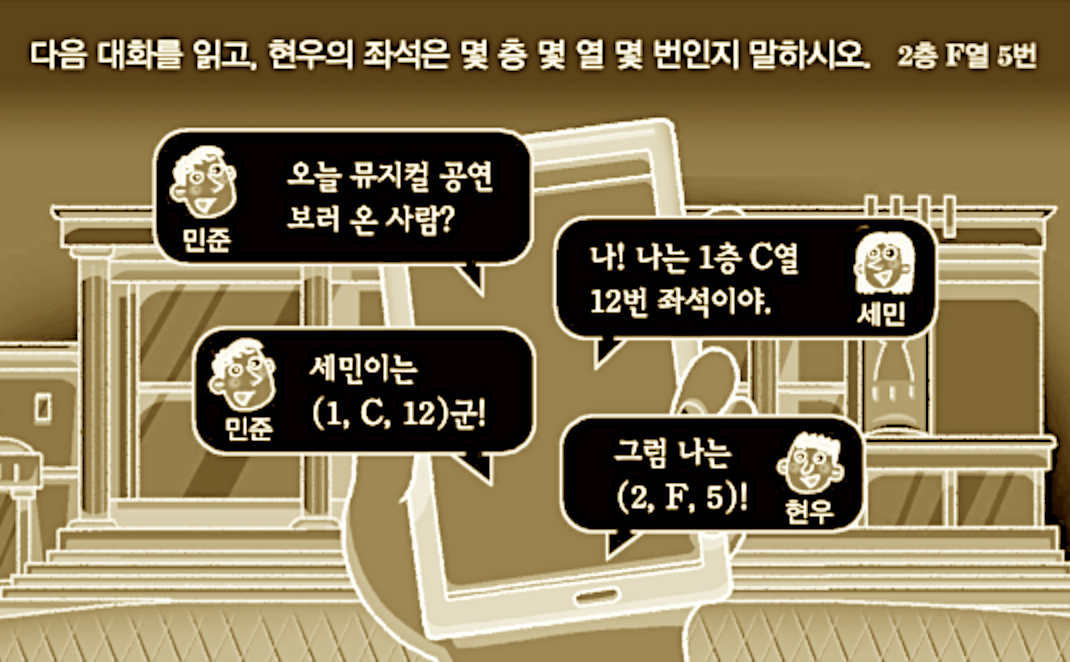 다음 대화를 읽고, 현우의 좌석은 몇 층 몇 열 몇 번인지 말하시오. 2층 F열 5번
오늘 뮤지컬 공연
보러 온 사람?
민준
나! 나는 1층 C열
12번 좌석이야.
세민
세민이는
(1, C, 12)군!
민준
그럼 나는
(2, F, 5)!
현우